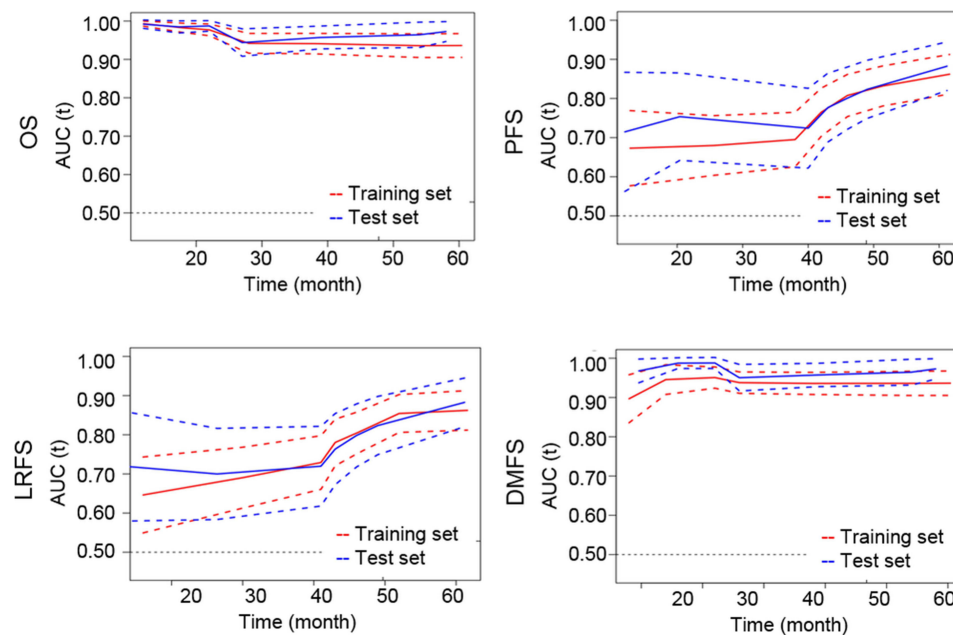 OS
AUC (t)
1.00
0.90
0.80
0.70
0.60
0.50
Training set
Test set
20
30
40
50
60
Time (month)
PFS
AUC (t)
1.00
0.90
0.80
0.70
0.60
0.50
Training set
Test set
20
30
40
50
60
Time (month)
LRFS
AUC (t)
1.00
0.90
0.80
0.70
0.60
0.50
Training set
Test set
20
30
40
50
60
Time (month)
DMFS
AUC (t)
1.00
0.90
0.80
0.70
0.60
0.50
Training set
Test set
20
30
40
50
60
Time (month)